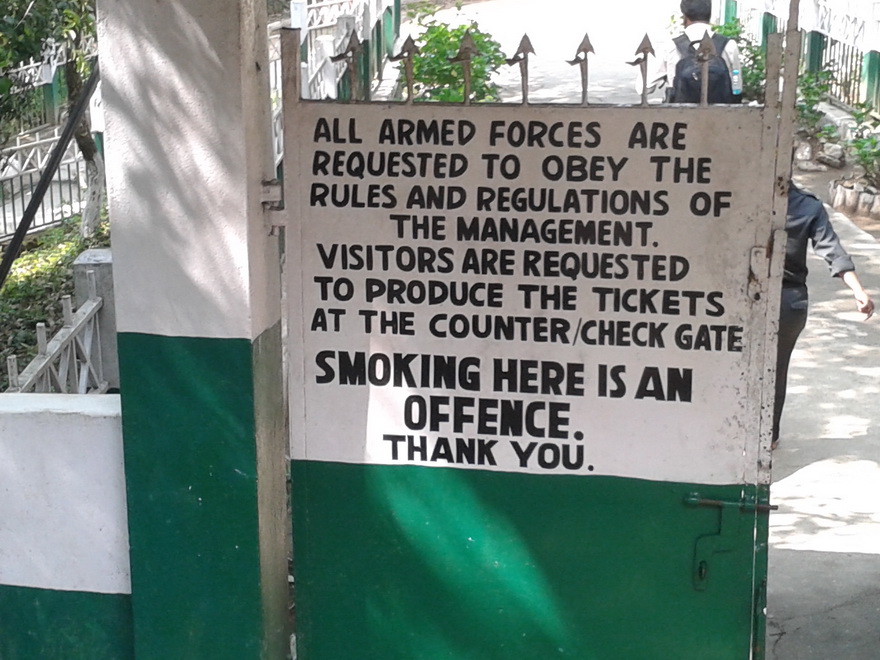 ALL ARMED FORCES ARE
REQUESTED TO OBEY THE
RULES AND REGULATIONS OF
THE MANAGEMENT.
VISITORS ARE REQUESTED
TO PRODUCE THE TICKETS
AT THE COUNTER/CHECK GATE
SMOKING HERE IS AN
OFFENCE.
THANK YOU.